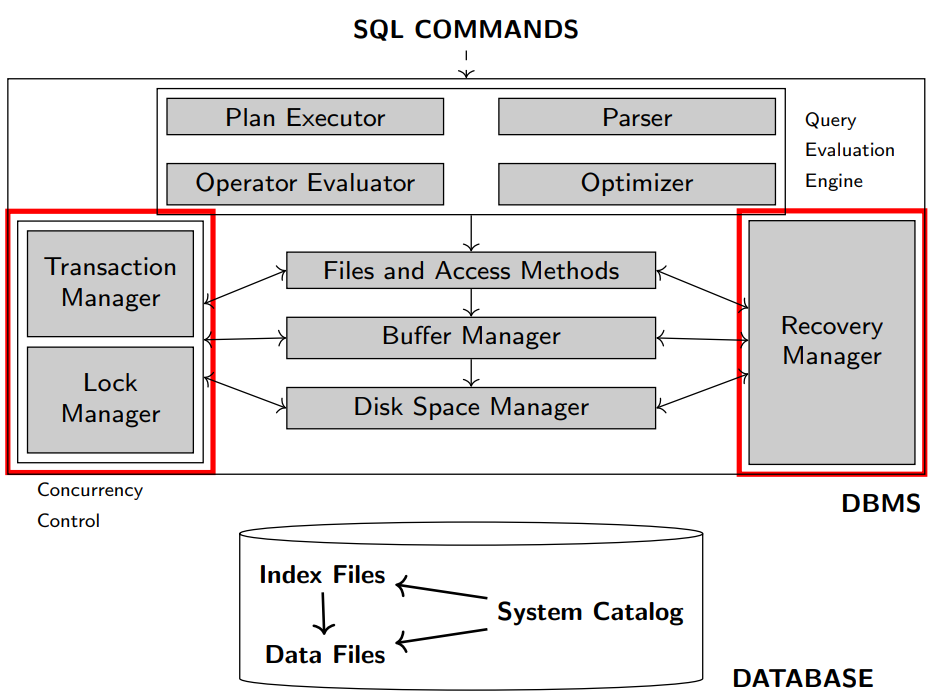 SQL COMMANDS
Plan Executor
Parser
Query
Evaluation
Engine
Operator Evaluator
Optimizer
Transaction
Manager
Files and Access Methods
Buffer Manager
Recovery
Manager
Lock
Manager
Disk Space Manager
Concurrency
Control
DBMS
Index Files
System Catalog
Data Files
DATABASE